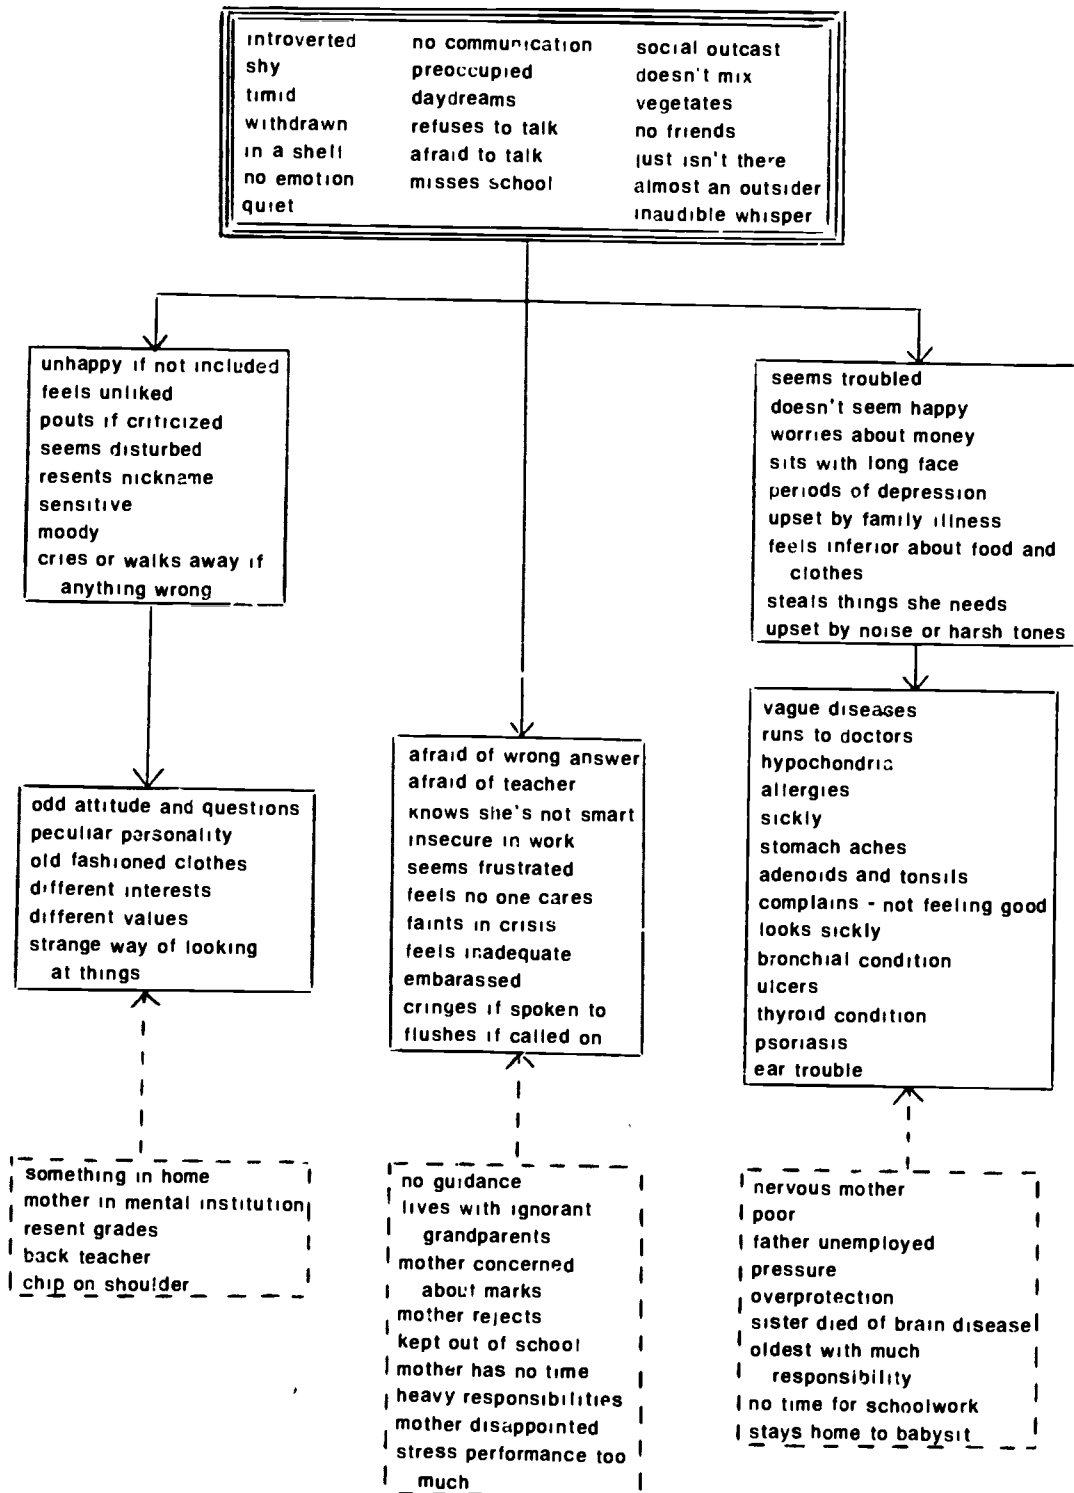 introverted
shy
timid
withdrawn
in a shell
no emotion
quiet
no communication
preoccupied
daydreams
refuses to talk
afraid to talk
misses school
social outcast
doesn't mix
vegetates
no friends
just isn't there
almost an outsider
inaudible whisper
unhappy if not included
feels unliked
pouts if criticized
seems disturbed
resents nickname
sensitive
moody
cries or walks away if
anything wrong
odd attitude and questions
peculiar personality
old fashioned clothes
different interests
different values
strange way of looking
at things
something in home
mother in mental institution
resent grades
back teacher
chip on shoulder
afraid of wrong answer
afraid of teacher
knows she's not smart
insecure in work
seems frustrated
feels no one cares
faints in crisis
feels inadequate
embarassed
cringes if spoken to
flushes if called on
no guidance
lives with ignorant
grandparents
mother concerned
about marks
mother rejects
kept out of school
mother has no time
heavy responsibilities
mother disappointed
stress performance too
much
seems troubled
doesn't seem happy
worries about money
sits with long face
periods of depression
upset by family illness
feels inferior about food and
clothes
steals things she needs
upset by noise or harsh tones
vague diseases
runs to doctors
hypochondria
allergies
sickly
stomach aches
adenoids and tonsils
complains - not feeling good
looks sickly
bronchial condition
ulcers
thyroid condition
psoriasis
ear trouble
nervous mother
poor
father unemployed
pressure
overprotection
sister died of brain disease
oldest with much
responsibility
no time for schoolwork
stays home to babysit